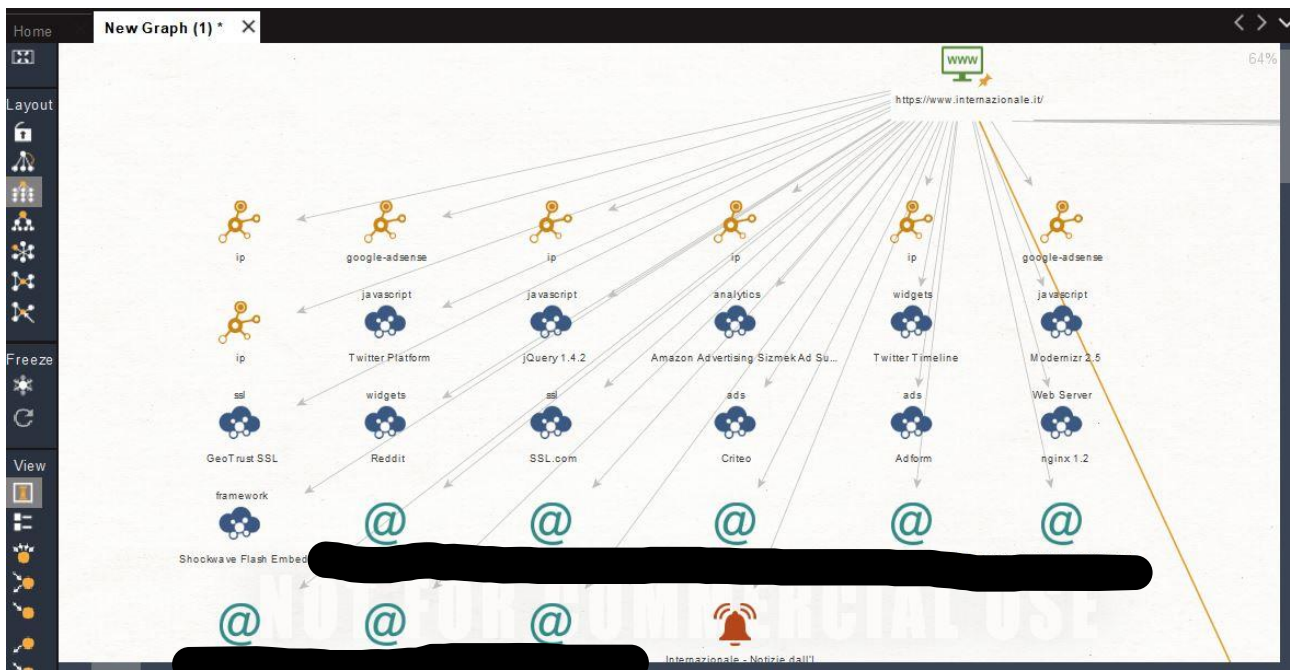 Home
New Graph (1) *
64%
WWW
https://www.internazionale.it/
Layout
ip
google-adsense
ip
ip
ip
google-adsense
javascript
javascript
analytics
widgets
javascript
ip
Twitter Platform
jQuery 1.4.2
Amazon Advertising Sizmek Ad Su...
Twitter Timeline
Modernizr 2.5
Freeze
ssl
widgets
ssl
ads
ads
Web Server
GeoTrust SSL
Reddit
SSL.com
Criteo
Adform
nginx 1.2
View
framework
@
@
@
@
@
Shockwave Flash Embed
NOT FOR COMMERCIAL USE
@
@
@
Internazionale - Notizie dall'I